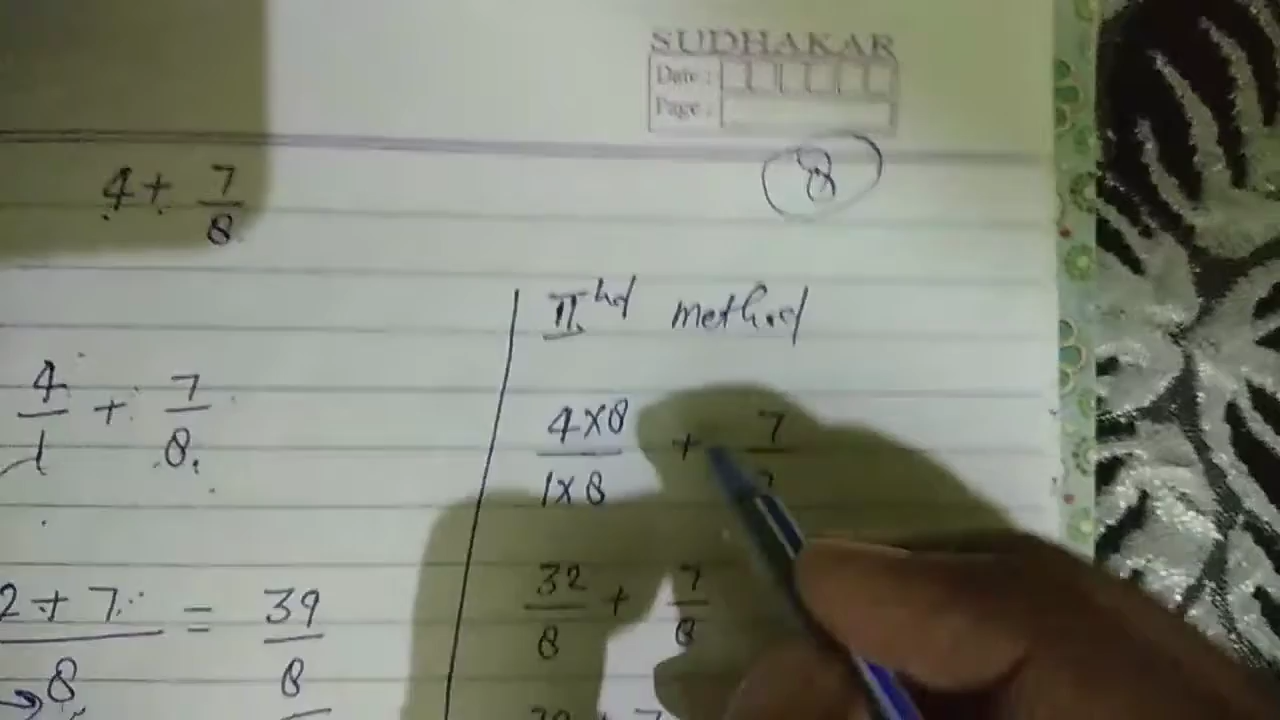 SUDHAKAR
Date :
Page :
8
4 + 7/8
4/1 + 7/8
2 + 7 / 8 = 39/8
IInd method
4×8 / 1×8 + 7
32/8 + 7/8